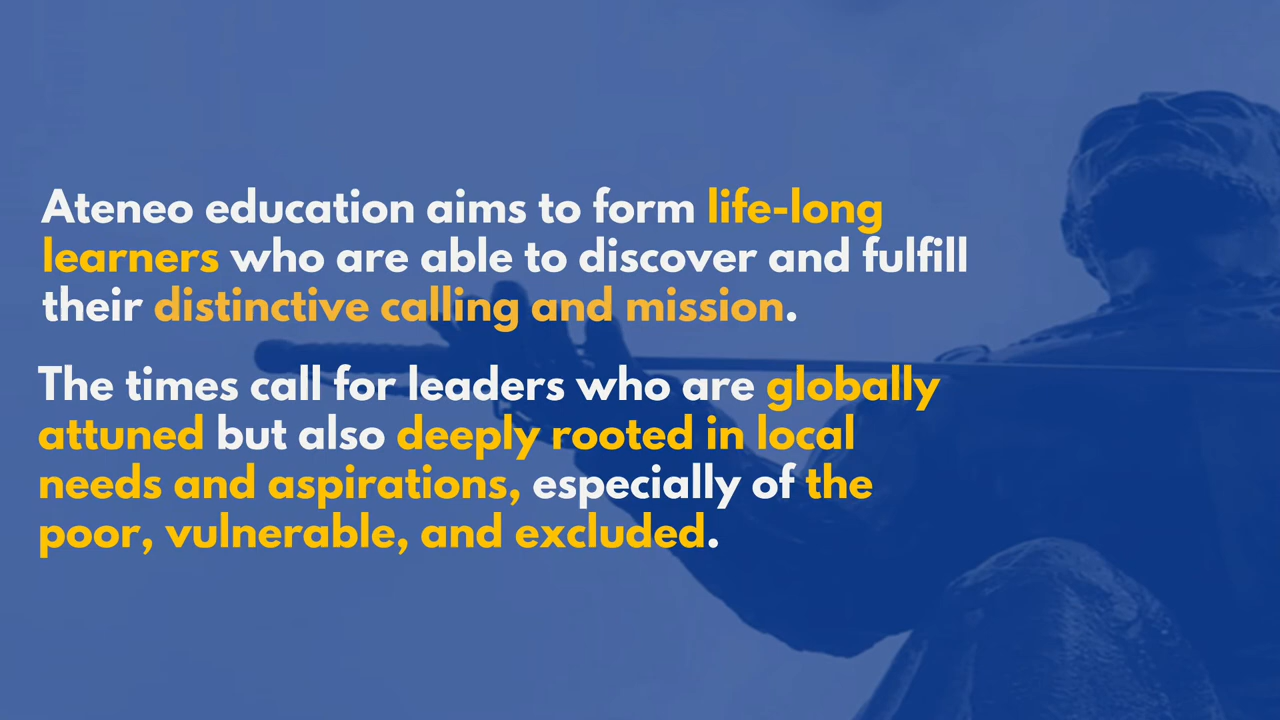 Ateneo education aims to form life-long
learners who are able to discover and fulfill
their distinctive calling and mission.
The times call for leaders who are globally
attuned but also deeply rooted in local
needs and aspirations, especially of the
poor, vulnerable, and excluded.